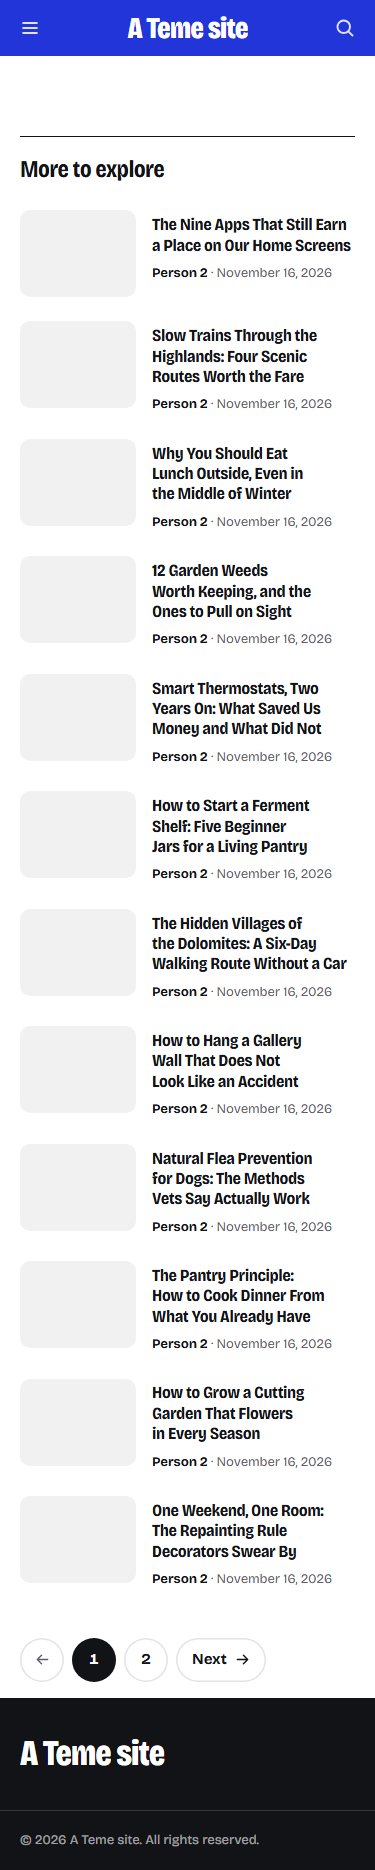 A Teme site
More to explore
The Nine Apps That Still Earn
a Place on Our Home Screens
Person 2 · November 16, 2026
Slow Trains Through the
Highlands: Four Scenic
Routes Worth the Fare
Person 2 · November 16, 2026
Why You Should Eat
Lunch Outside, Even in
the Middle of Winter
Person 2 · November 16, 2026
12 Garden Weeds
Worth Keeping, and the
Ones to Pull on Sight
Person 2 · November 16, 2026
Smart Thermostats, Two
Years On: What Saved Us
Money and What Did Not
Person 2 · November 16, 2026
How to Start a Ferment
Shelf: Five Beginner
Jars for a Living Pantry
Person 2 · November 16, 2026
The Hidden Villages of
the Dolomites: A Six-Day
Walking Route Without a Car
Person 2 · November 16, 2026
How to Hang a Gallery
Wall That Does Not
Look Like an Accident
Person 2 · November 16, 2026
Natural Flea Prevention
for Dogs: The Methods
Vets Say Actually Work
Person 2 · November 16, 2026
The Pantry Principle:
How to Cook Dinner From
What You Already Have
Person 2 · November 16, 2026
How to Grow a Cutting
Garden That Flowers
in Every Season
Person 2 · November 16, 2026
One Weekend, One Room:
The Repainting Rule
Decorators Swear By
Person 2 · November 16, 2026
← 1 2 Next →
A Teme site
© 2026 A Teme site. All rights reserved.